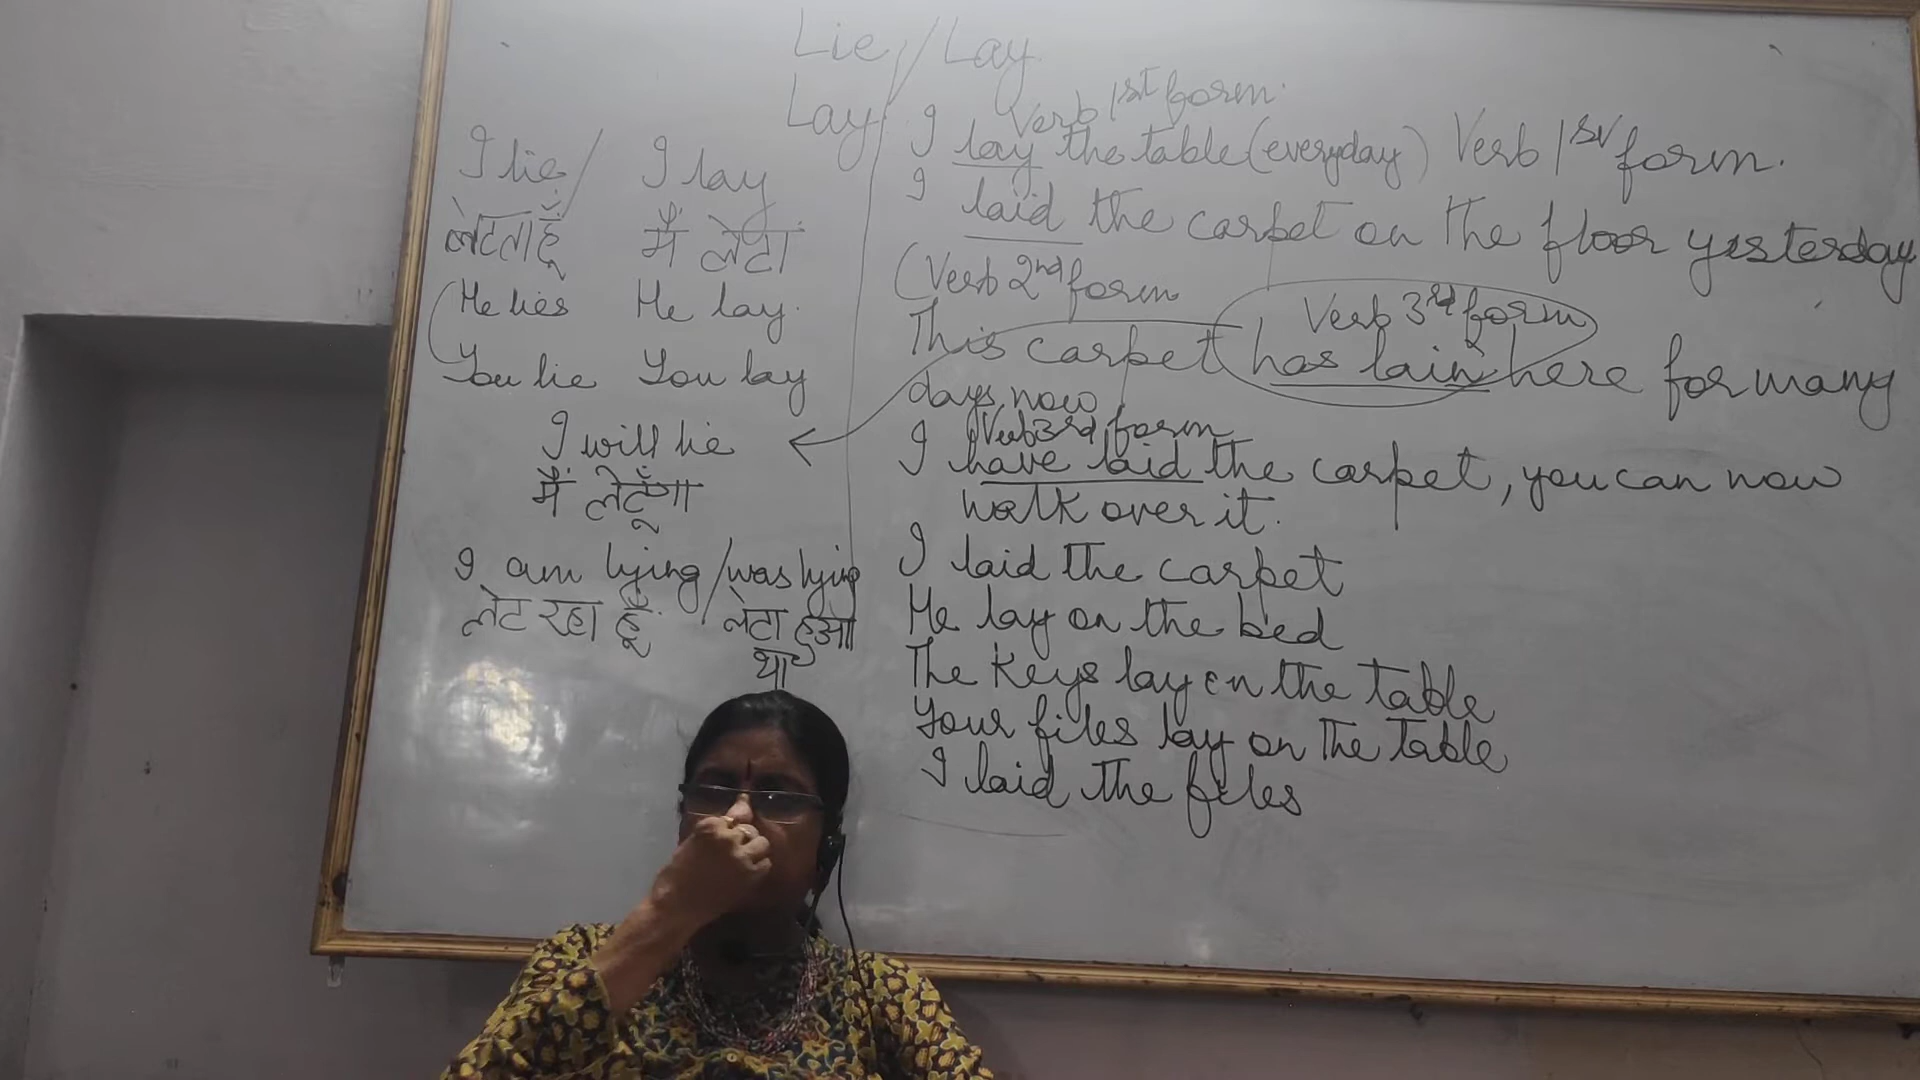 Lie / Lay
Lay
I lie / I lay
लेटता हूँ मैं लेटा
He lies He lay.
You lie You lay
I will lie
मैं लेटूँगा
I am lying / was lying
लेट रहा हूँ / लेटा हुआ
था
Verb 1st form.
I lay the table (everyday) Verb 1st form.
I laid the carpet on the floor yesterday
(Verb 2nd form
Verb 3rd form
This carpet has lain here for many
days now
Verb 3rd form
I have laid the carpet, you can now
walk over it.
I laid the carpet
He lay on the bed
The keys lay on the table
Your files lay on the table
I laid the files